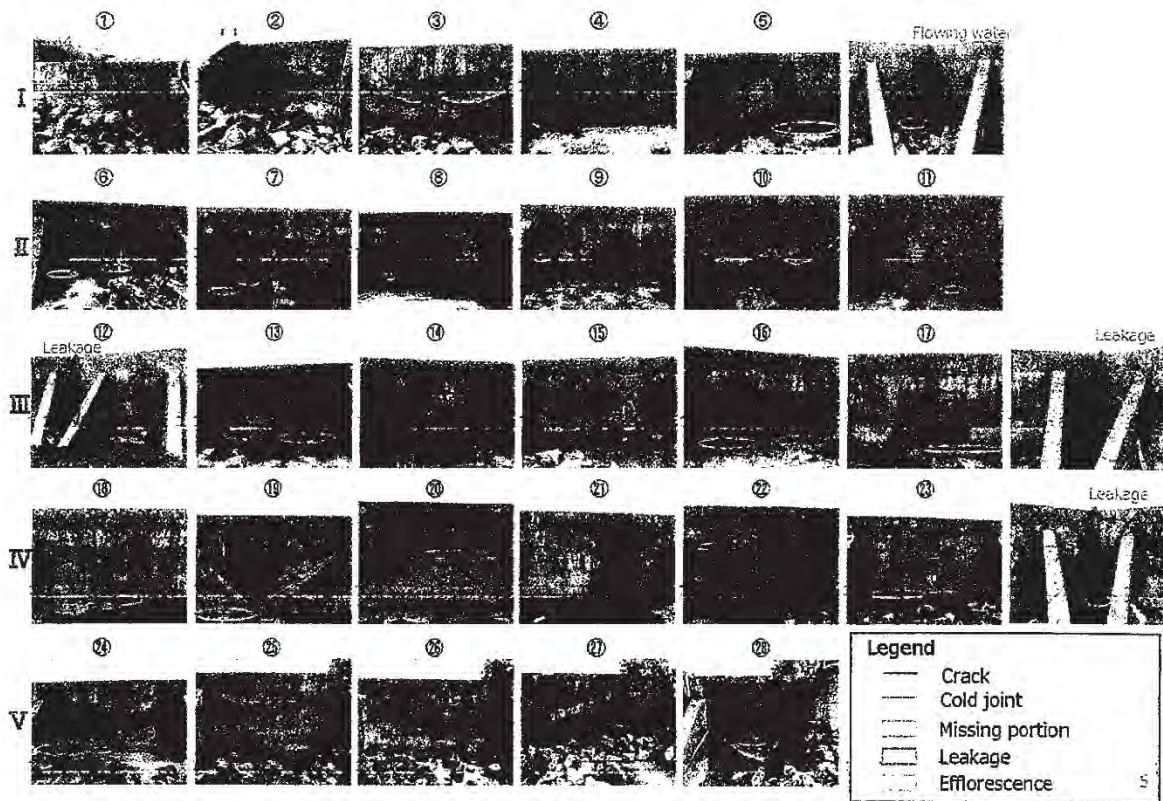 ① ② ③ ④ ⑤
Flowing water
I
⑥ ⑦ ⑧ ⑨ ⑩ ⑪
II
⑫ ⑬ ⑭ ⑮ ⑯ ⑰
Leakage Leakage
III
⑱ ⑲ ⑳ ㉑ ㉒ ㉓
Leakage
IV
㉔ ㉕ ㉖ ㉗ ㉘
V
Legend
Crack
Cold joint
Missing portion
Leakage
Efflorescence
5